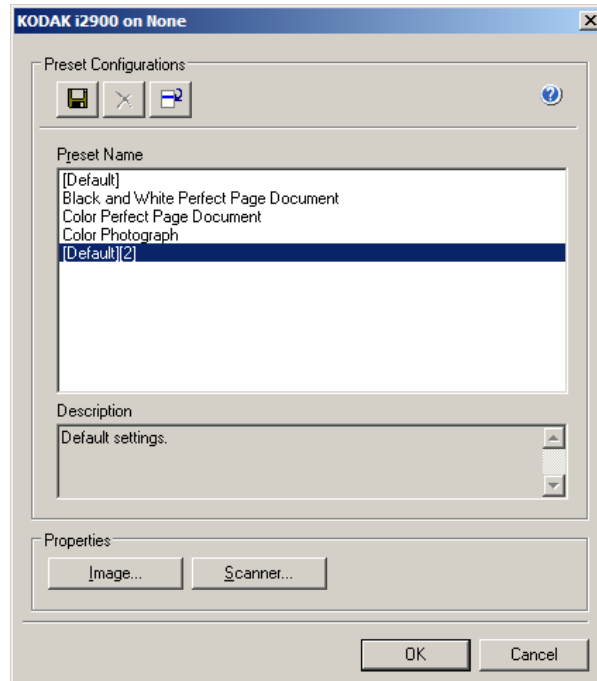 KODAK i2900 on None
Preset Configurations
Preset Name
[Default]
Black and White Perfect Page Document
Color Perfect Page Document
Color Photograph
[Default][2]
Description
Default settings.
Properties
Image... Scanner...
OK Cancel